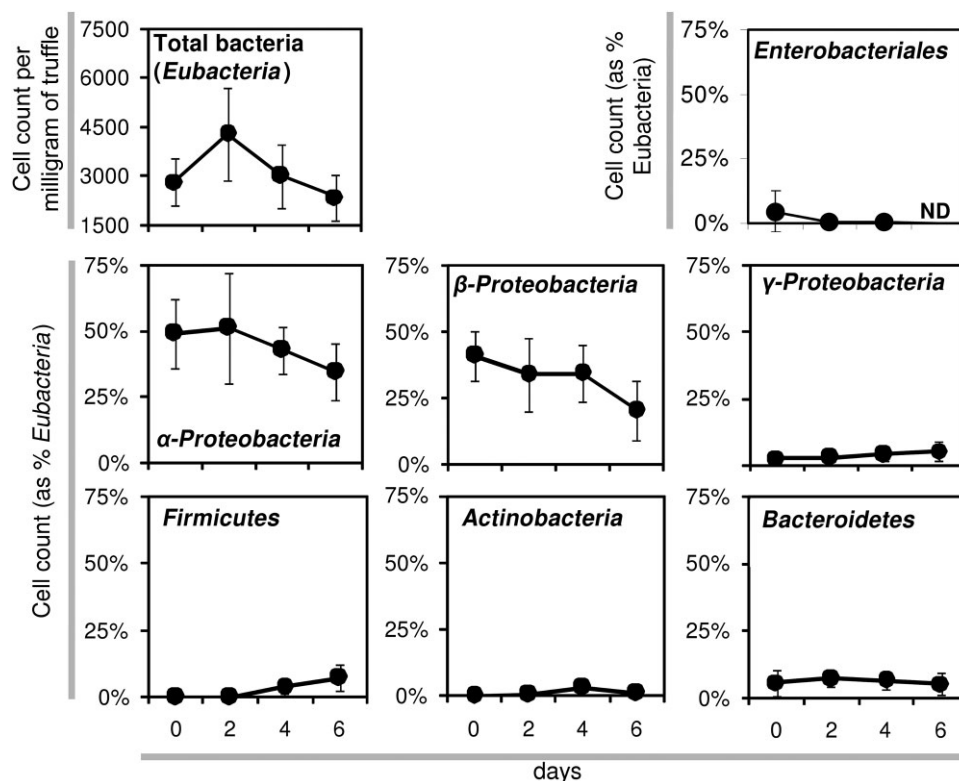 Cell count per
milligram of truffle
7500
6000
4500
3000
1500
Total bacteria
(Eubacteria)
Cell count (as %
Eubacteria)
75%
50%
25%
0%
Enterobacteriales
ND
Cell count (as % Eubacteria)
75%
50%
25%
0%
α-Proteobacteria
75%
50%
25%
0%
β-Proteobacteria
75%
50%
25%
0%
γ-Proteobacteria
75%
50%
25%
0%
Firmicutes
0 2 4 6
75%
50%
25%
0%
Actinobacteria
0 2 4 6
75%
50%
25%
0%
Bacteroidetes
0 2 4 6
days